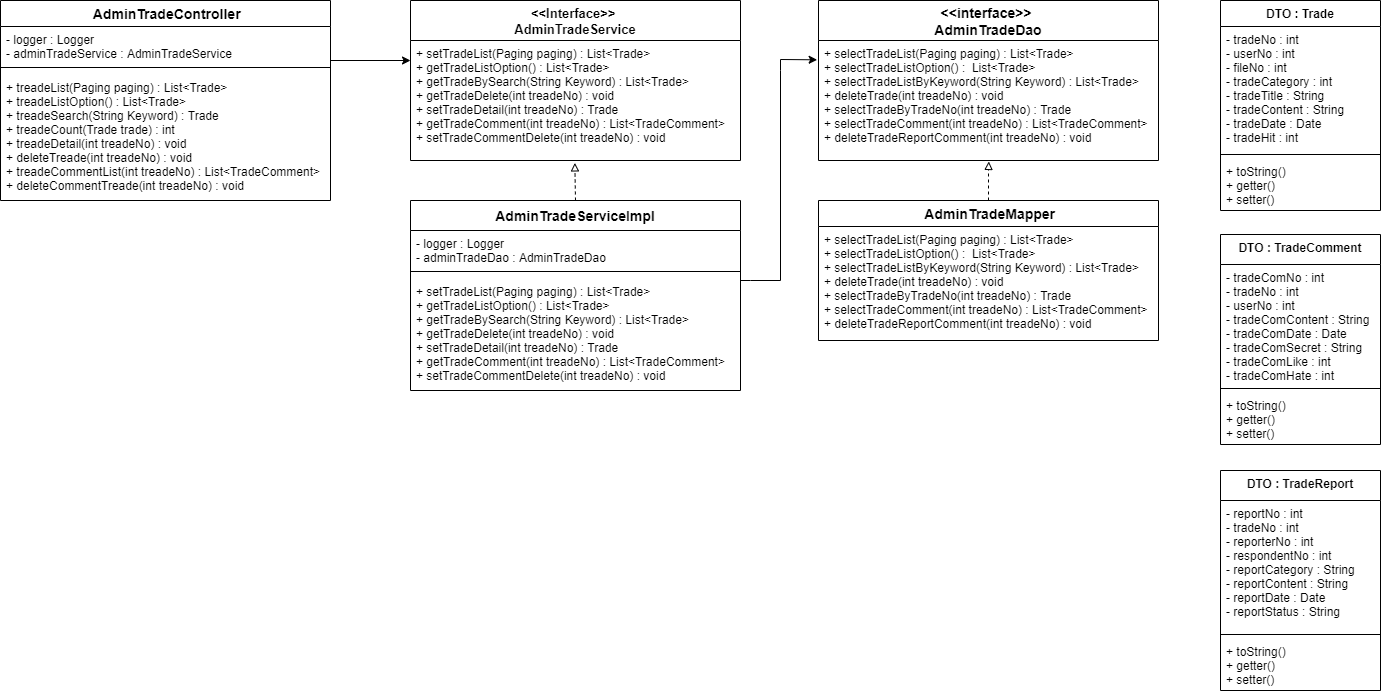 AdminTradeController
- logger : Logger
- adminTradeService : AdminTradeService
+ treadeList(Paging paging) : List<Trade>
+ treadeListOption() : List<Trade>
+ treadeSearch(String Keyword) : Trade
+ treadeCount(Trade trade) : int
+ treadeDetail(int treadeNo) : void
+ deleteTreade(int treadeNo) : void
+ treadeCommentList(int treadeNo) : List<TradeComment>
+ deleteCommentTreade(int treadeNo) : void
<<Interface>>
AdminTradeService
+ setTradeList(Paging paging) : List<Trade>
+ getTradeListOption() : List<Trade>
+ getTradeBySearch(String Keyword) : List<Trade>
+ getTradeDelete(int treadeNo) : void
+ setTradeDetail(int treadeNo) : Trade
+ getTradeComment(int treadeNo) : List<TradeComment>
+ setTradeCommentDelete(int treadeNo) : void
AdminTradeServiceImpl
- logger : Logger
- adminTradeDao : AdminTradeDao
+ setTradeList(Paging paging) : List<Trade>
+ getTradeListOption() : List<Trade>
+ getTradeBySearch(String Keyword) : List<Trade>
+ getTradeDelete(int treadeNo) : void
+ setTradeDetail(int treadeNo) : Trade
+ getTradeComment(int treadeNo) : List<TradeComment>
+ setTradeCommentDelete(int treadeNo) : void
<<interface>>
AdminTradeDao
+ selectTradeList(Paging paging) : List<Trade>
+ selectTradeListOption() : List<Trade>
+ selectTradeListByKeyword(String Keyword) : List<Trade>
+ deleteTrade(int treadeNo) : void
+ selectTradeByTradeNo(int treadeNo) : Trade
+ selectTradeComment(int treadeNo) : List<TradeComment>
+ deleteTradeReportComment(int treadeNo) : void
AdminTradeMapper
+ selectTradeList(Paging paging) : List<Trade>
+ selectTradeListOption() : List<Trade>
+ selectTradeListByKeyword(String Keyword) : List<Trade>
+ deleteTrade(int treadeNo) : void
+ selectTradeByTradeNo(int treadeNo) : Trade
+ selectTradeComment(int treadeNo) : List<TradeComment>
+ deleteTradeReportComment(int treadeNo) : void
DTO : Trade
- tradeNo : int
- userNo : int
- fileNo : int
- tradeCategory : int
- tradeTitle : String
- tradeContent : String
- tradeDate : Date
- tradeHit : int
+ toString()
+ getter()
+ setter()
DTO : TradeComment
- tradeComNo : int
- tradeNo : int
- userNo : int
- tradeComContent : String
- tradeComDate : Date
- tradeComSecret : String
- tradeComLike : int
- tradeComHate : int
+ toString()
+ getter()
+ setter()
DTO : TradeReport
- reportNo : int
- tradeNo : int
- reporterNo : int
- respondentNo : int
- reportCategory : String
- reportContent : String
- reportDate : Date
- reportStatus : String
+ toString()
+ getter()
+ setter()